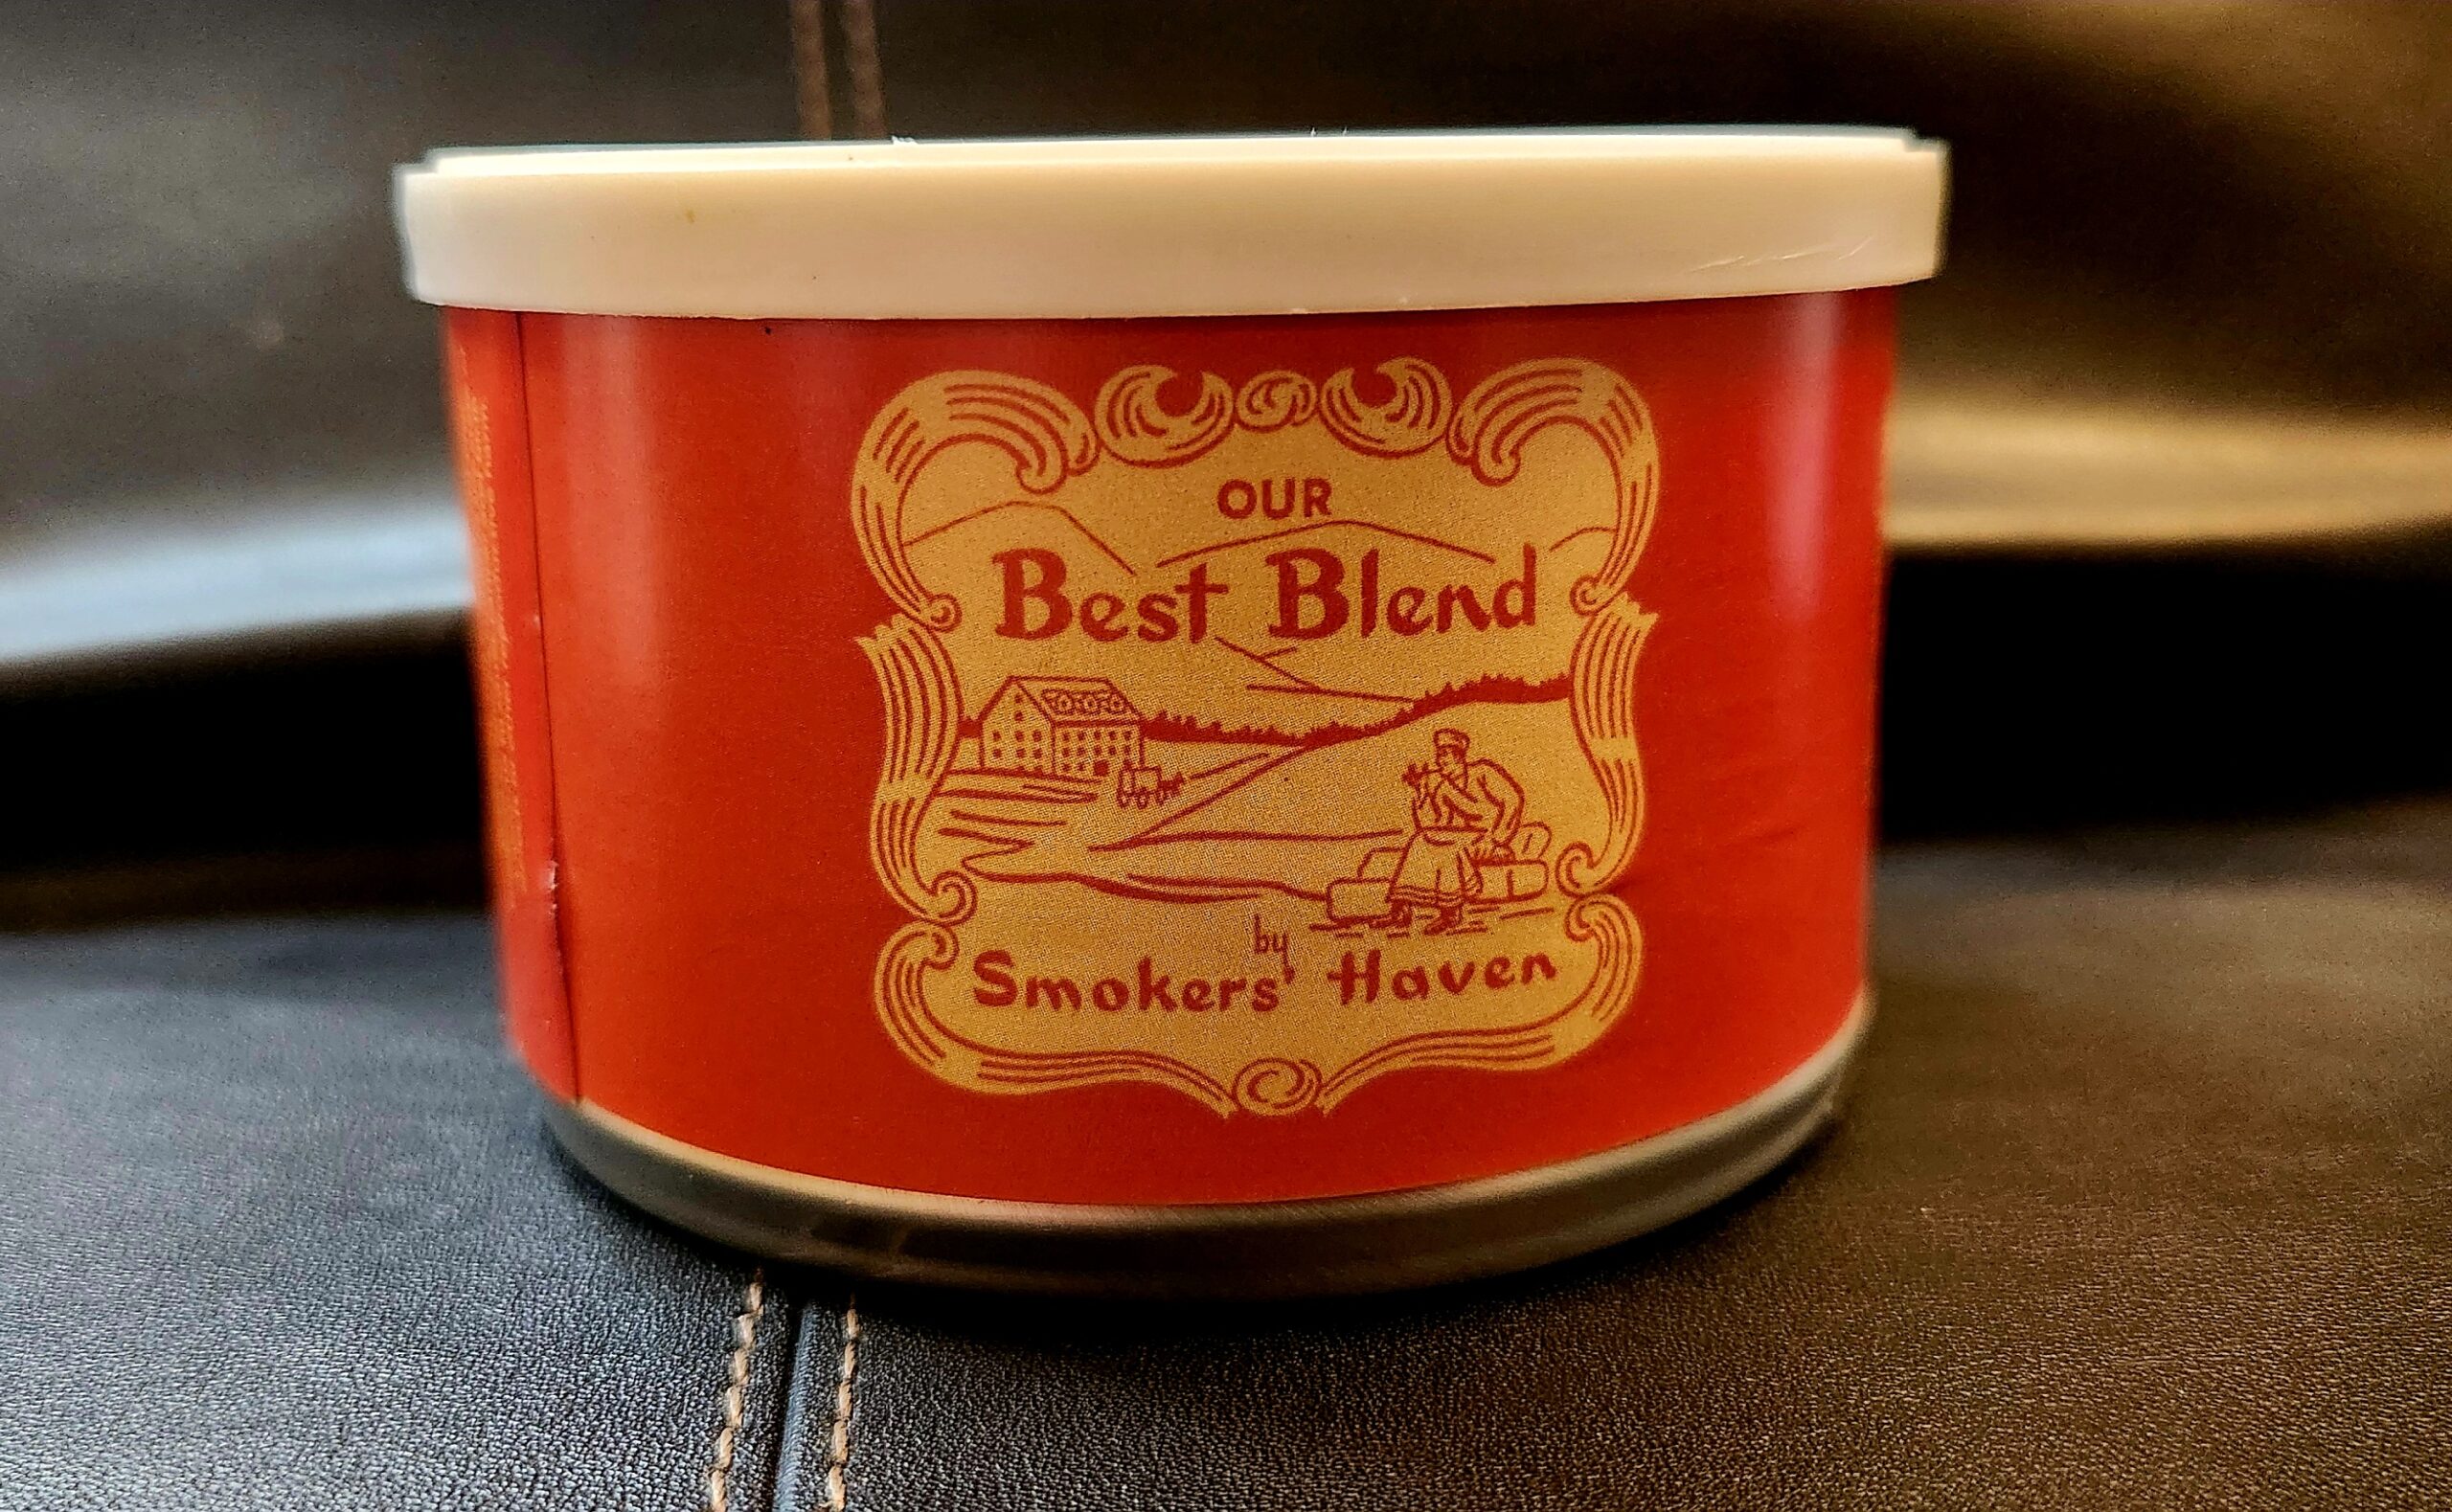 OUR
Best Blend
by
Smokers' Haven